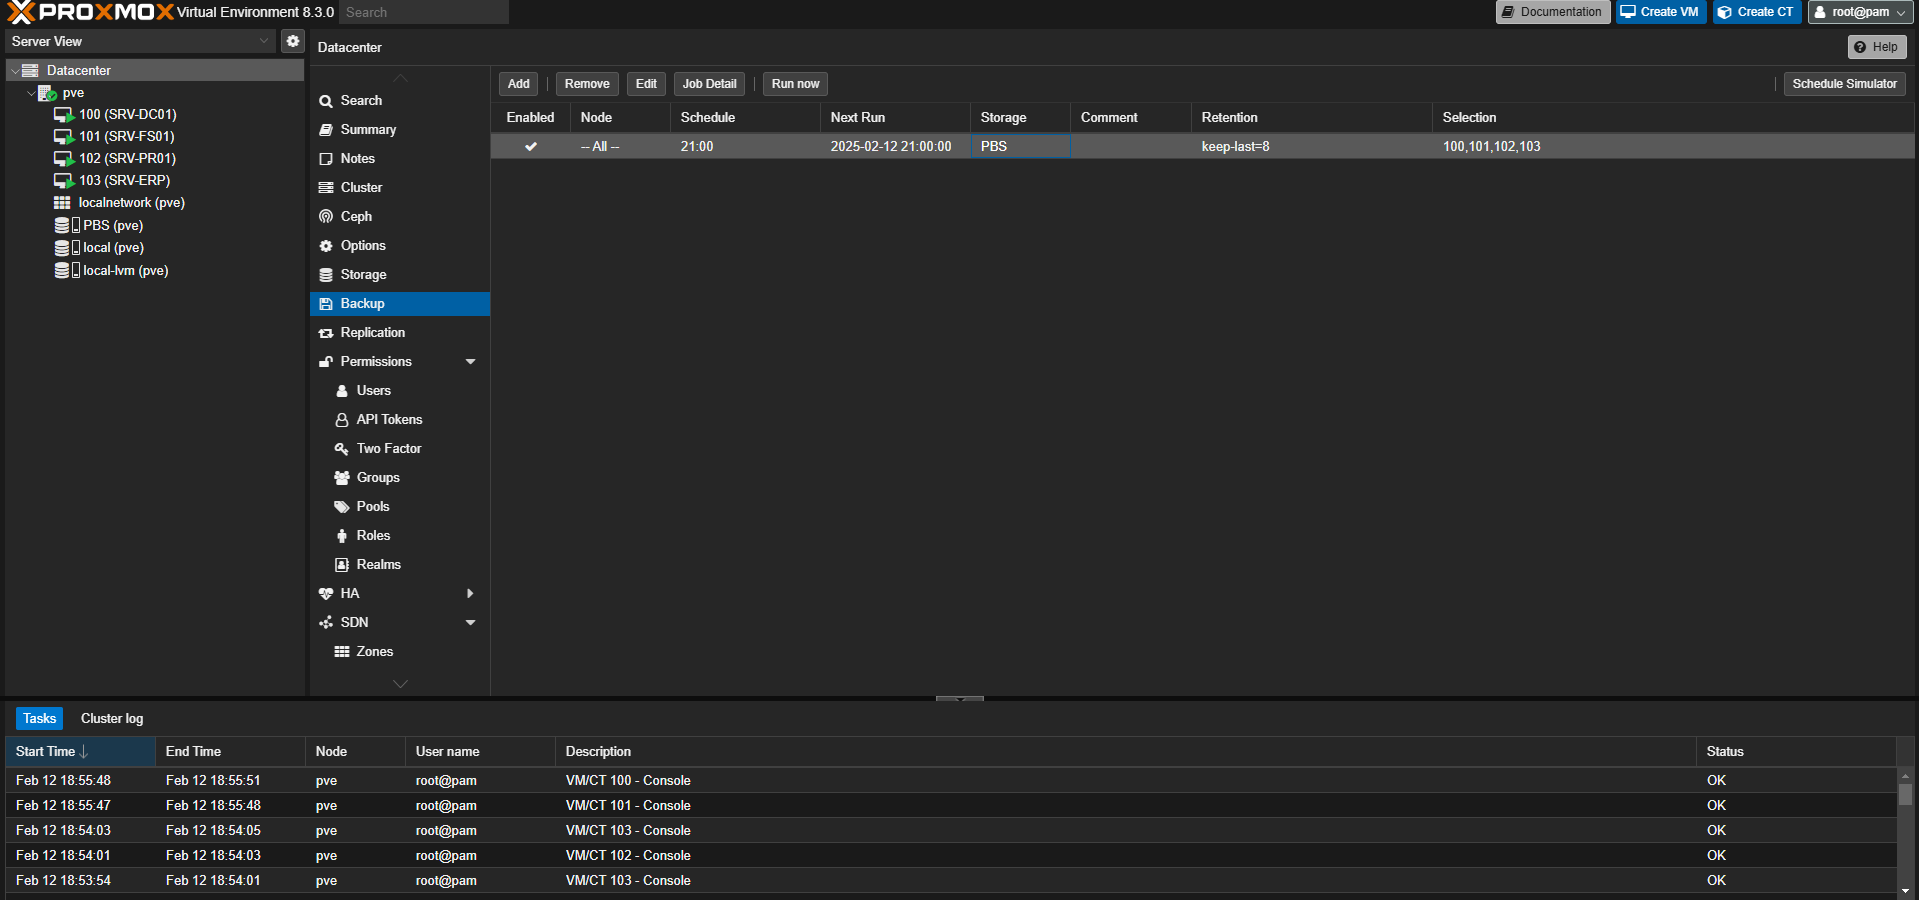 PROXMOX Virtual Environment 8.3.0 Search Documentation Create VM Create CT root@pam
Server View
Datacenter
pve
100 (SRV-DC01)
101 (SRV-FS01)
102 (SRV-PR01)
103 (SRV-ERP)
localnetwork (pve)
PBS (pve)
local (pve)
local-lvm (pve)
Datacenter Help
Search
Summary
Notes
Cluster
Ceph
Options
Storage
Backup
Replication
Permissions
Users
API Tokens
Two Factor
Groups
Pools
Roles
Realms
HA
SDN
Zones
Add Remove Edit Job Detail Run now Schedule Simulator
Enabled Node Schedule Next Run Storage Comment Retention Selection
-- All -- 21:00 2025-02-12 21:00:00 PBS keep-last=8 100,101,102,103
Tasks Cluster log
Start Time End Time Node User name Description Status
Feb 12 18:55:48 Feb 12 18:55:51 pve root@pam VM/CT 100 - Console OK
Feb 12 18:55:47 Feb 12 18:55:48 pve root@pam VM/CT 101 - Console OK
Feb 12 18:54:03 Feb 12 18:54:05 pve root@pam VM/CT 103 - Console OK
Feb 12 18:54:01 Feb 12 18:54:03 pve root@pam VM/CT 102 - Console OK
Feb 12 18:53:54 Feb 12 18:54:01 pve root@pam VM/CT 103 - Console OK